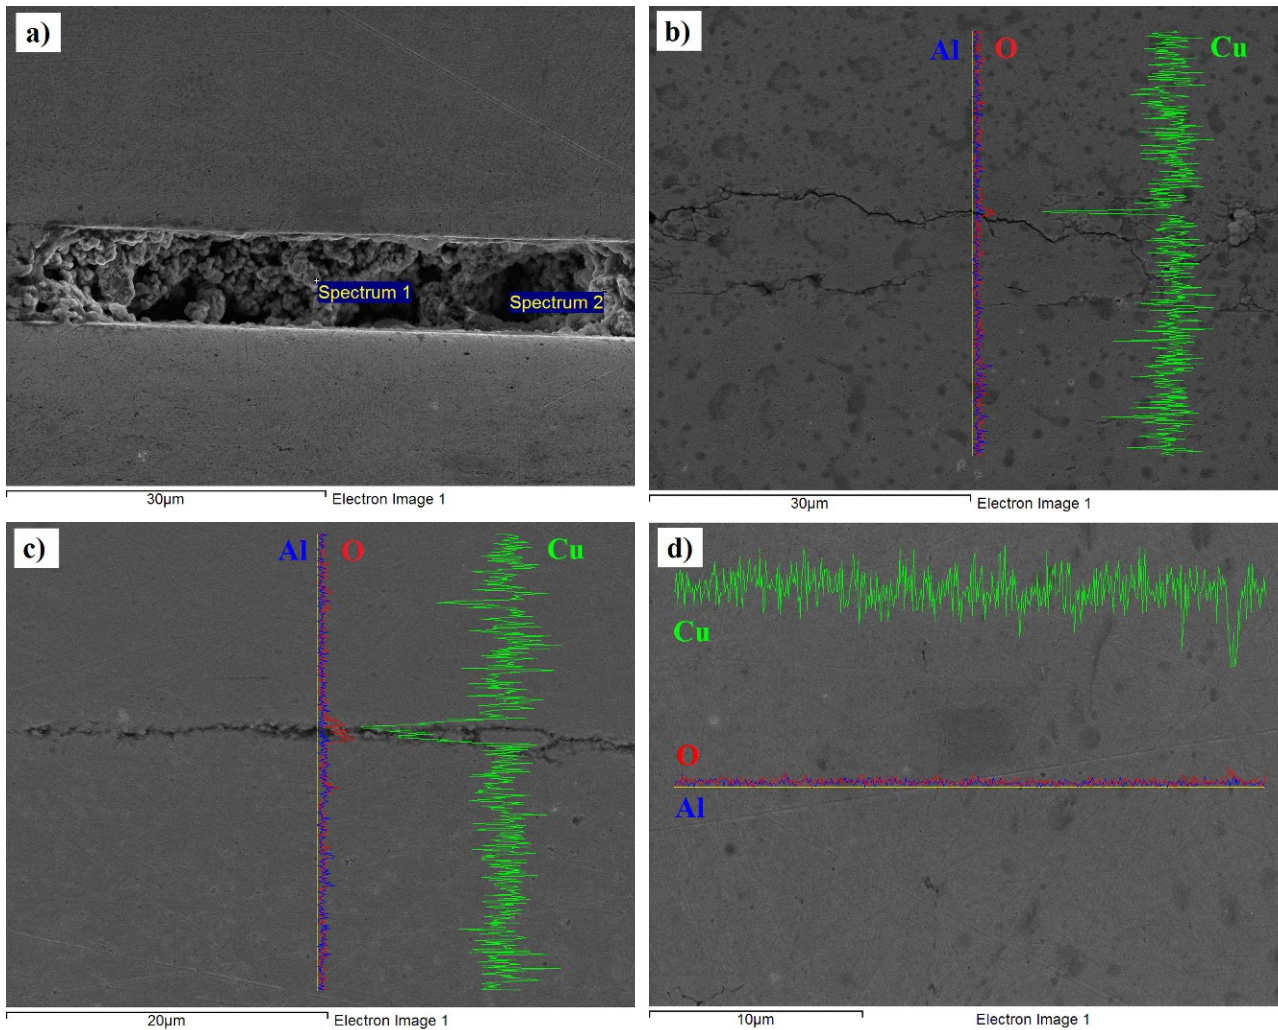 a)
Spectrum 1
Spectrum 2
30μm
Electron Image 1
b)
Al
O
Cu
30μm
Electron Image 1
c)
Al
O
Cu
20μm
Electron Image 1
d)
Cu
O
Al
10μm
Electron Image 1